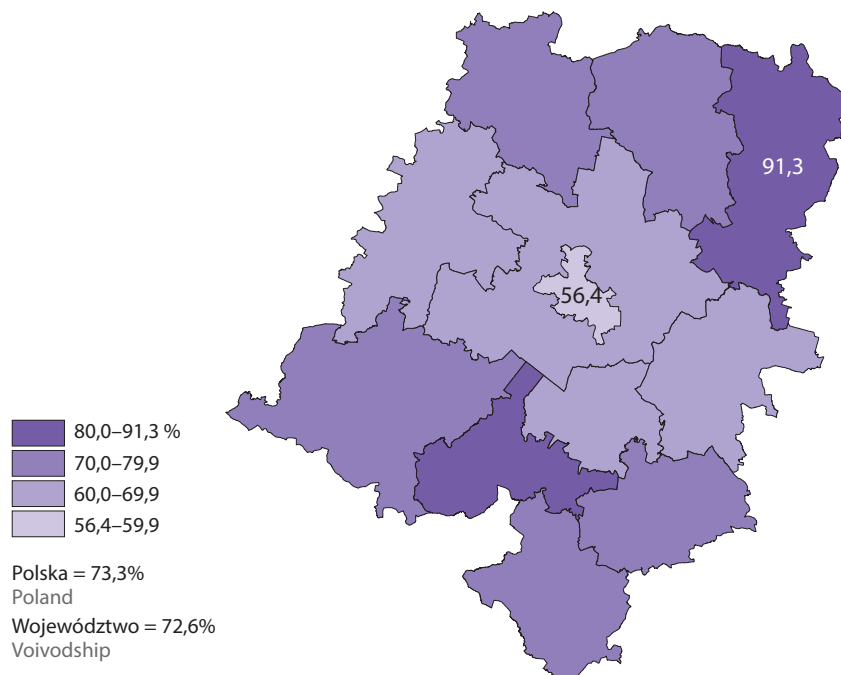 91,3
56,4
80,0–91,3 %
70,0–79,9
60,0–69,9
56,4–59,9
Polska = 73,3%
Poland
Województwo = 72,6%
Voivodship